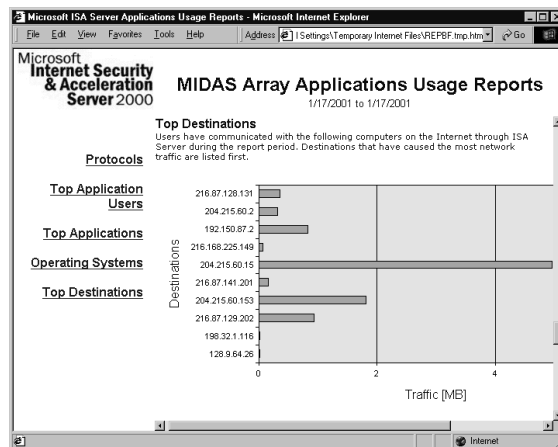 Microsoft ISA Server Applications Usage Reports - Microsoft Internet Explorer
File Edit View Favorites Tools Help
Address I Settings\Temporary Internet Files\REPBF.tmp.htm
Go
Microsoft
Internet Security
& Acceleration
Server 2000
MIDAS Array Applications Usage Reports
1/17/2001 to 1/17/2001
Protocols
Top Application
Users
Top Applications
Operating Systems
Top Destinations
Top Destinations
Users have communicated with the following computers on the Internet through ISA
Server during the report period. Destinations that have caused the most network
traffic are listed first.
Destinations
216.87.128.131
204.215.60.2
192.150.87.2
216.168.225.149
204.215.60.15
216.87.141.201
204.215.60.153
216.87.129.202
198.32.1.116
128.9.64.26
0 2 4
Traffic [MB]
Internet